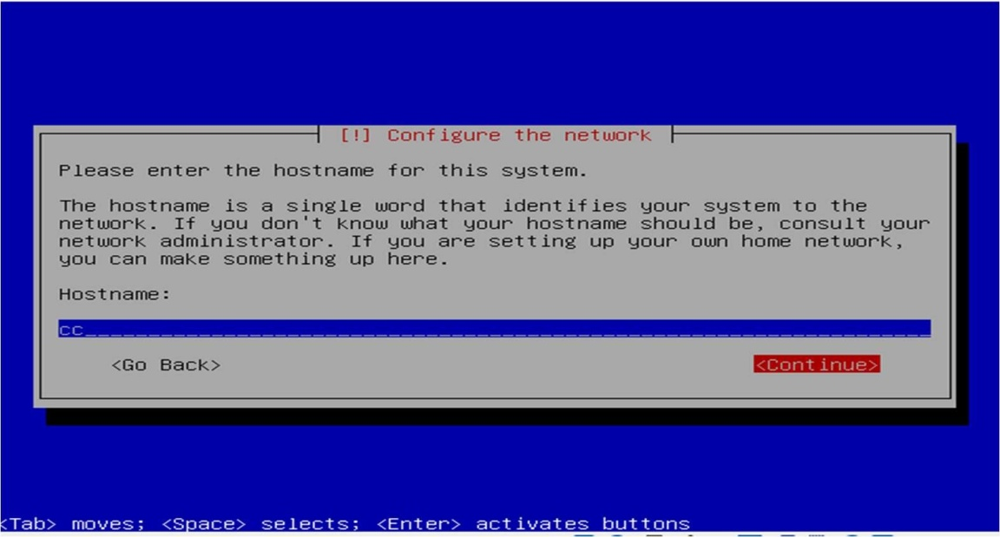 [!] Configure the network
Please enter the hostname for this system.
The hostname is a single word that identifies your system to the
network. If you don't know what your hostname should be, consult your
network administrator. If you are setting up your own home network,
you can make something up here.
Hostname:
cc
<Go Back> <Continue>
<Tab> moves; <Space> selects; <Enter> activates buttons